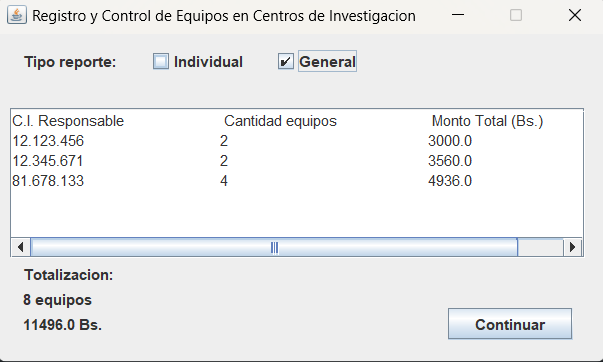 Registro y Control de Equipos en Centros de Investigacion
Tipo reporte: Individual General
C.I. Responsable Cantidad equipos Monto Total (Bs.)
12.123.456 2 3000.0
12.345.671 2 3560.0
81.678.133 4 4936.0
Totalizacion:
8 equipos
11496.0 Bs.
Continuar